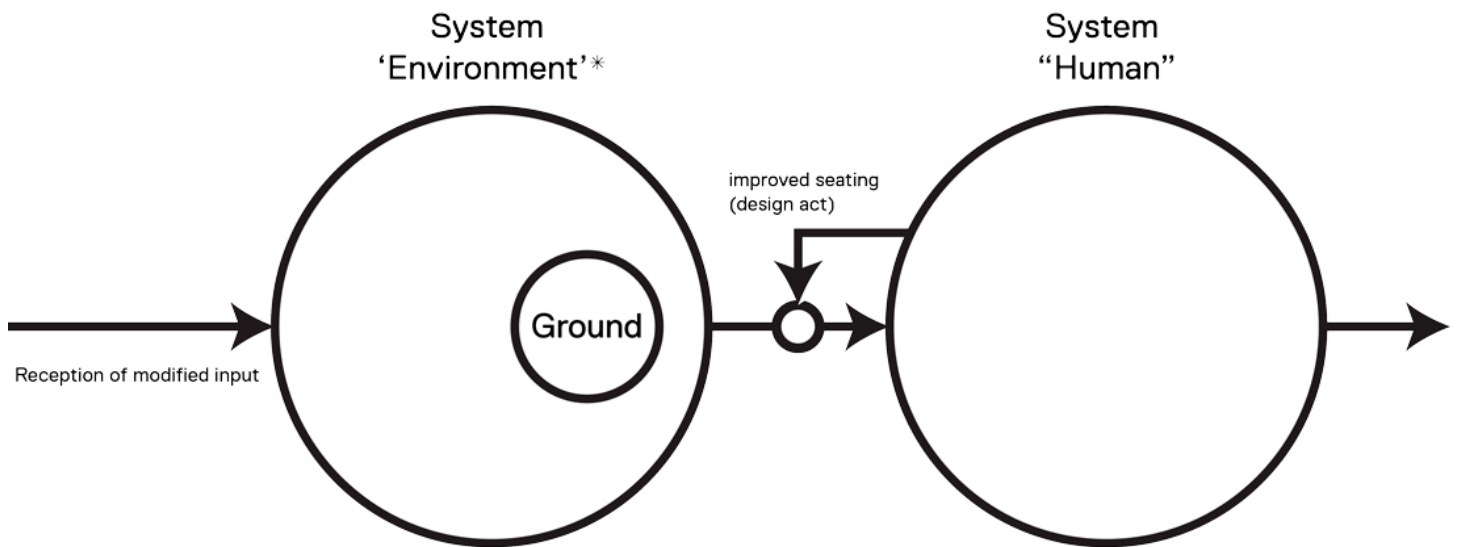 System
‘Environment’*
System
“Human”
improved seating
(design act)
Ground
Reception of modified input